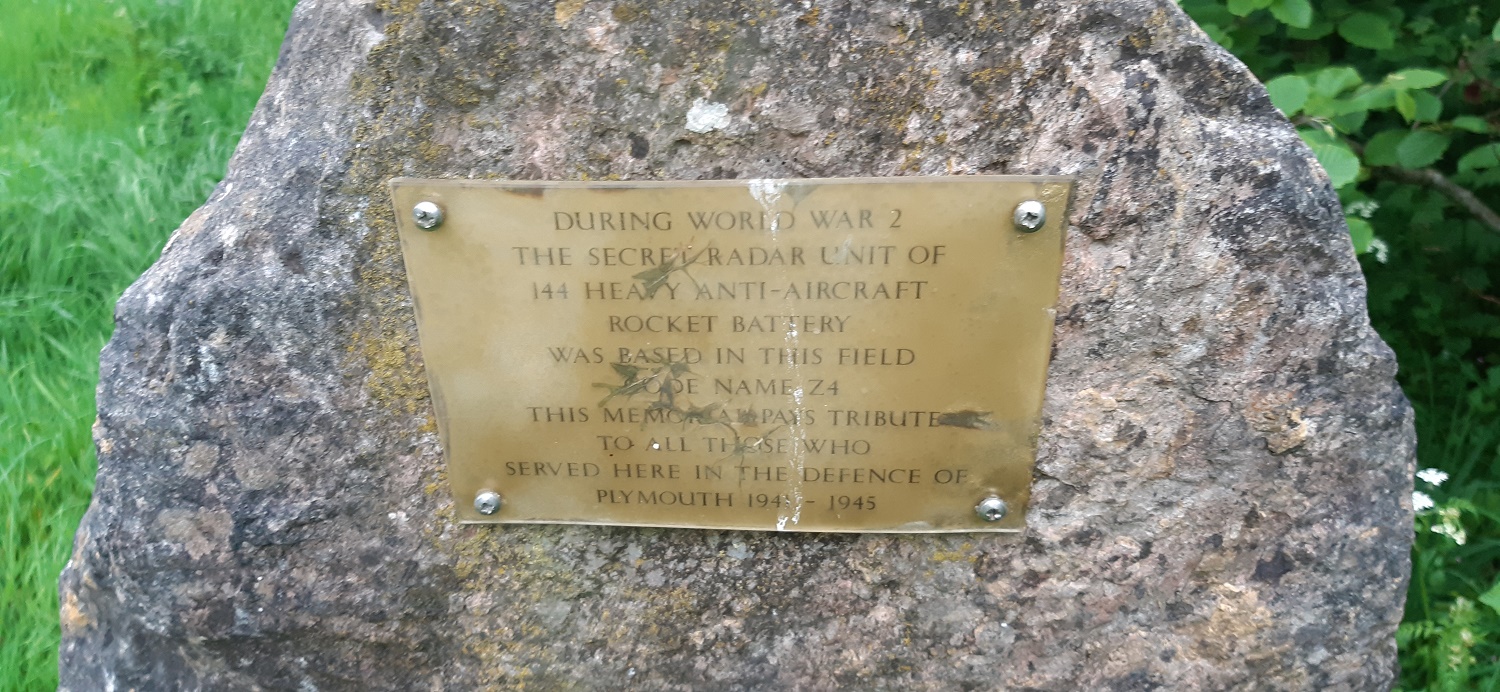 DURING WORLD WAR 2
THE SECRET RADAR UNIT OF
144 HEAVY ANTI-AIRCRAFT
ROCKET BATTERY
WAS BASED IN THIS FIELD
CODE NAME Z4
THIS MEMORIAL PAYS TRIBUTE
TO ALL THOSE WHO
SERVED HERE IN THE DEFENCE OF
PLYMOUTH - 1945